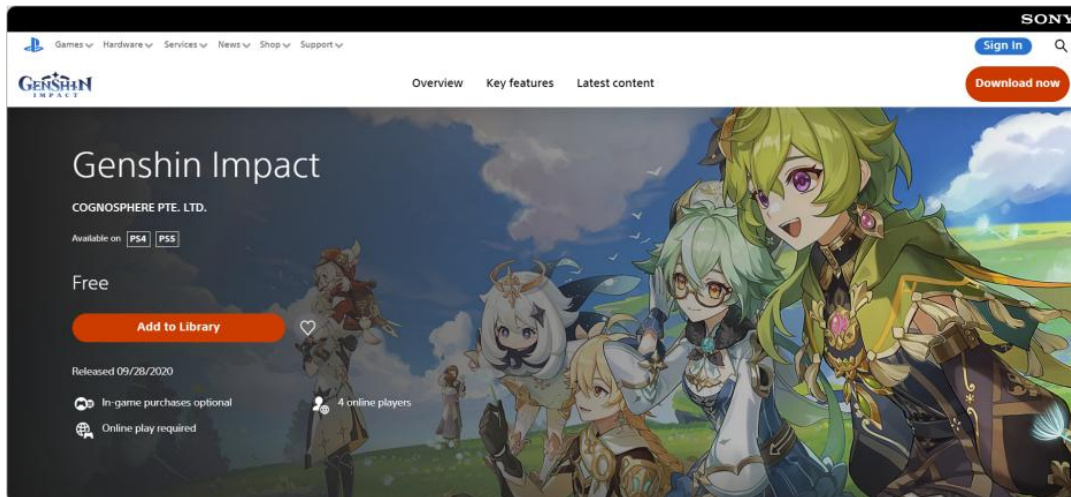 SONY
Games Hardware Services News Shop Support
Sign In
GENSHIN
IMPACT
Overview Key features Latest content
Download now
Genshin Impact
COGNOSPHERE PTE. LTD.
Available on PS4 PS5
Free
Add to Library
Released 09/28/2020
In-game purchases optional
4 online players
Online play required